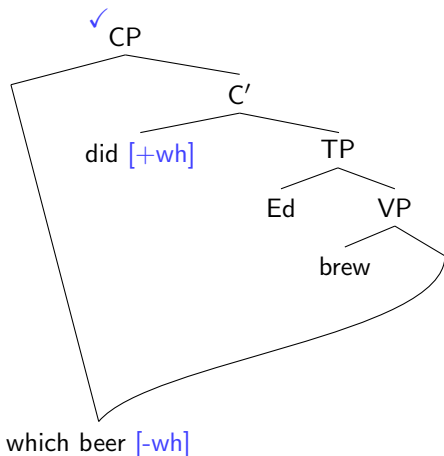 ✓
CP
C′
did [+wh]
TP
Ed
VP
brew
which beer [-wh]